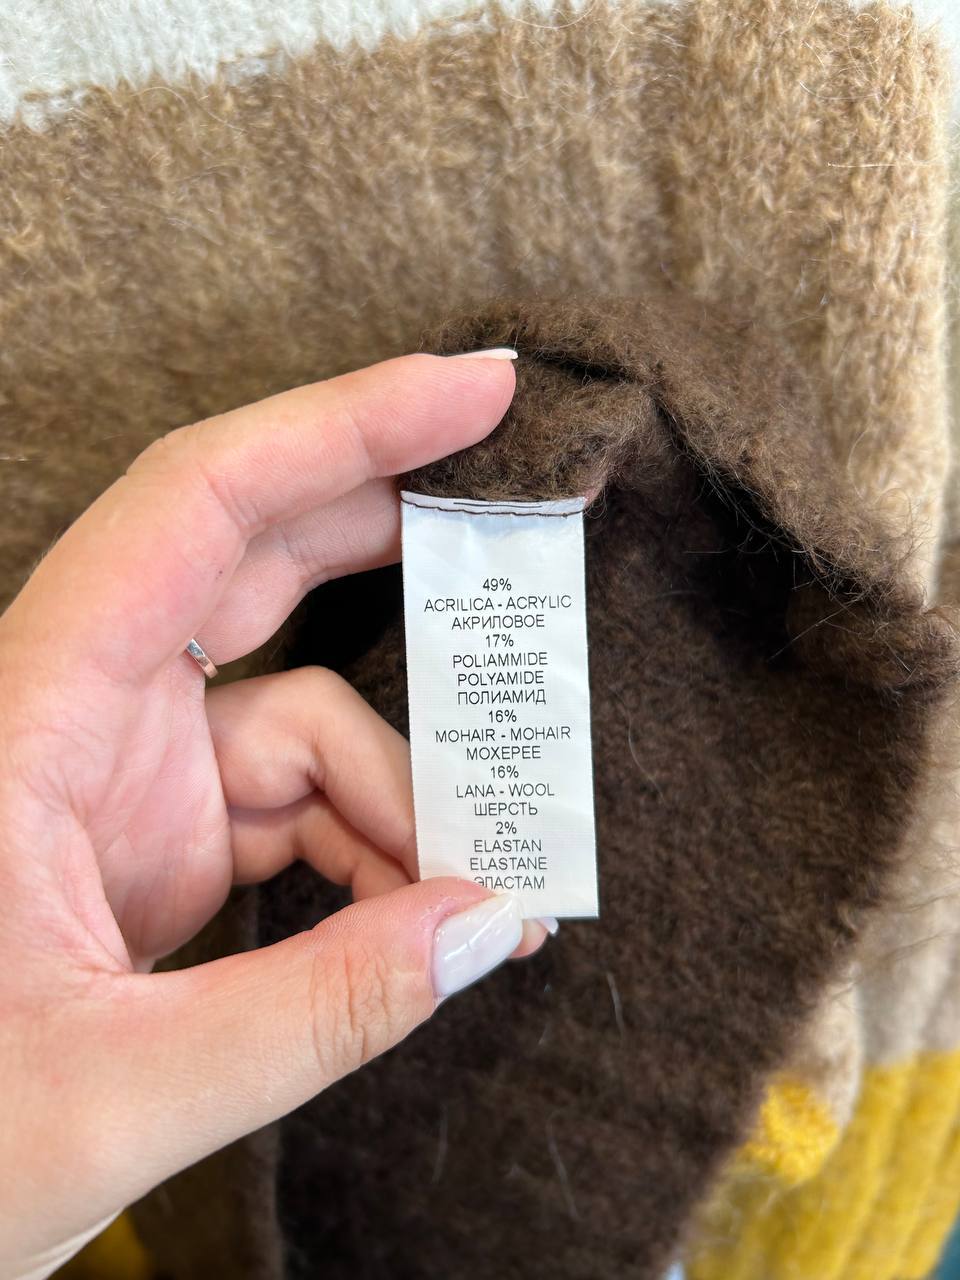 49%
ACRILICA - ACRYLIC
АКРИЛОВОЕ
17%
POLIAMMIDE
POLYAMIDE
ПОЛИАМИД
16%
MOHAIR - MOHAIR
МОХЕРЕЕ
16%
LANA - WOOL
ШЕРСТЬ
2%
ELASTAN
ELASTANE
ЭЛАСТАМ